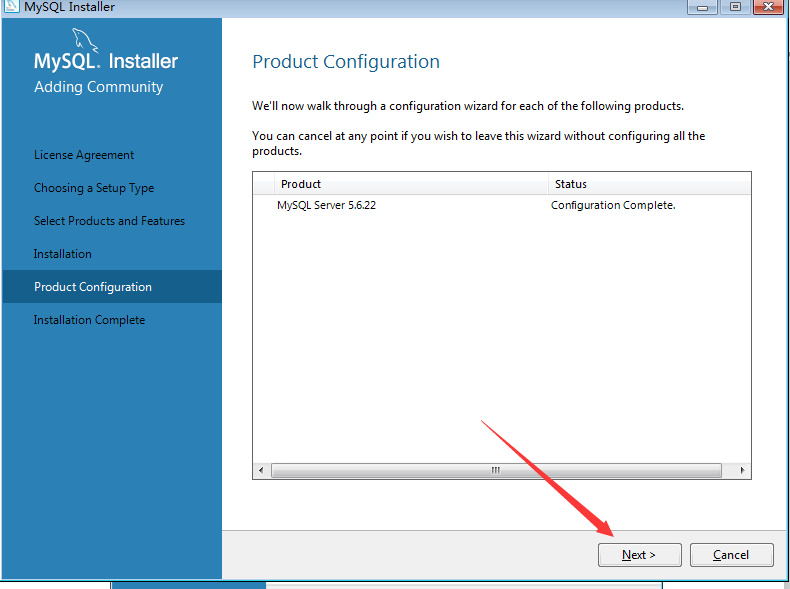 MySQL Installer
MySQL. Installer
Adding Community
License Agreement
Choosing a Setup Type
Select Products and Features
Installation
Product Configuration
Installation Complete
Product Configuration
We'll now walk through a configuration wizard for each of the following products.
You can cancel at any point if you wish to leave this wizard without configuring all the
products.
Product Status
MySQL Server 5.6.22 Configuration Complete.
Next > Cancel